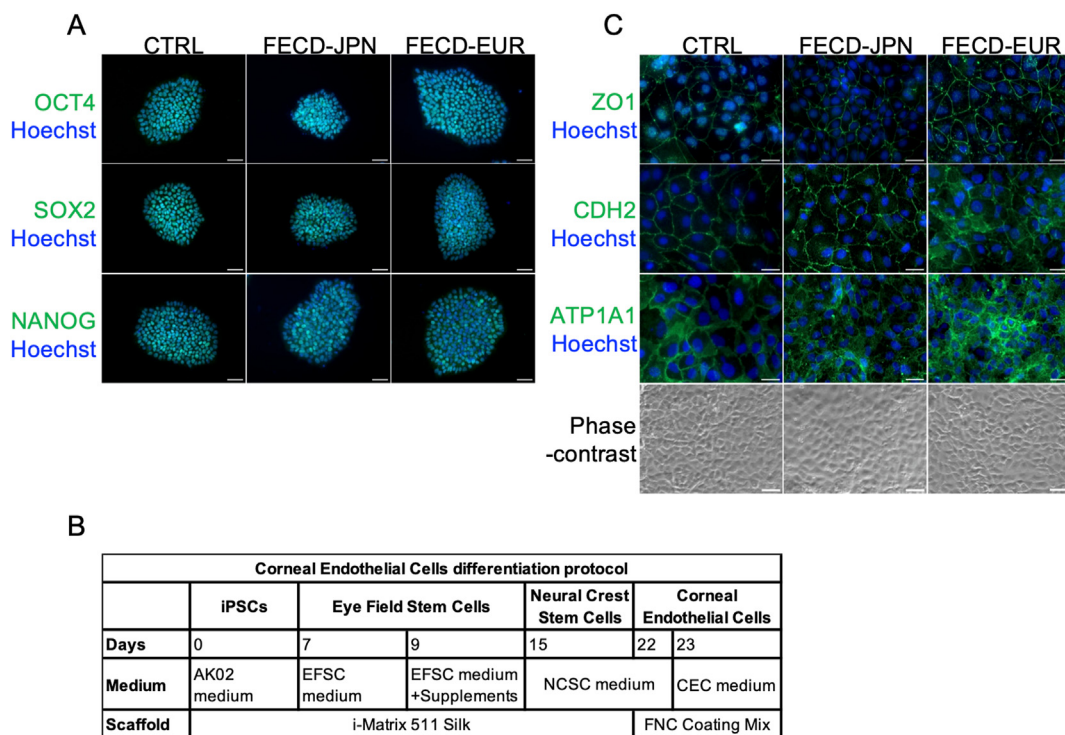 A
CTRL FECD-JPN FECD-EUR
OCT4
Hoechst
SOX2
Hoechst
NANOG
Hoechst
C
CTRL FECD-JPN FECD-EUR
ZO1
Hoechst
CDH2
Hoechst
ATP1A1
Hoechst
Phase
-contrast
B
Corneal Endothelial Cells differentiation protocol
iPSCs
Eye Field Stem Cells
Neural Crest
Stem Cells
Corneal
Endothelial Cells
Days 0 7 9 15 22 23
Medium
AK02
medium
EFSC
medium
EFSC medium
+Supplements
NCSC medium
CEC medium
Scaffold i-Matrix 511 Silk FNC Coating Mix